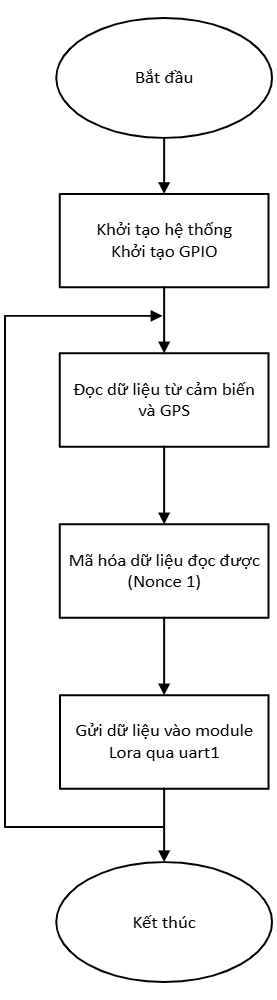 Bắt đầu
Khởi tạo hệ thống
Khởi tạo GPIO
Đọc dữ liệu từ cảm biến
và GPS
Mã hóa dữ liệu đọc được
(Nonce 1)
Gửi dữ liệu vào module
Lora qua uart1
Kết thúc